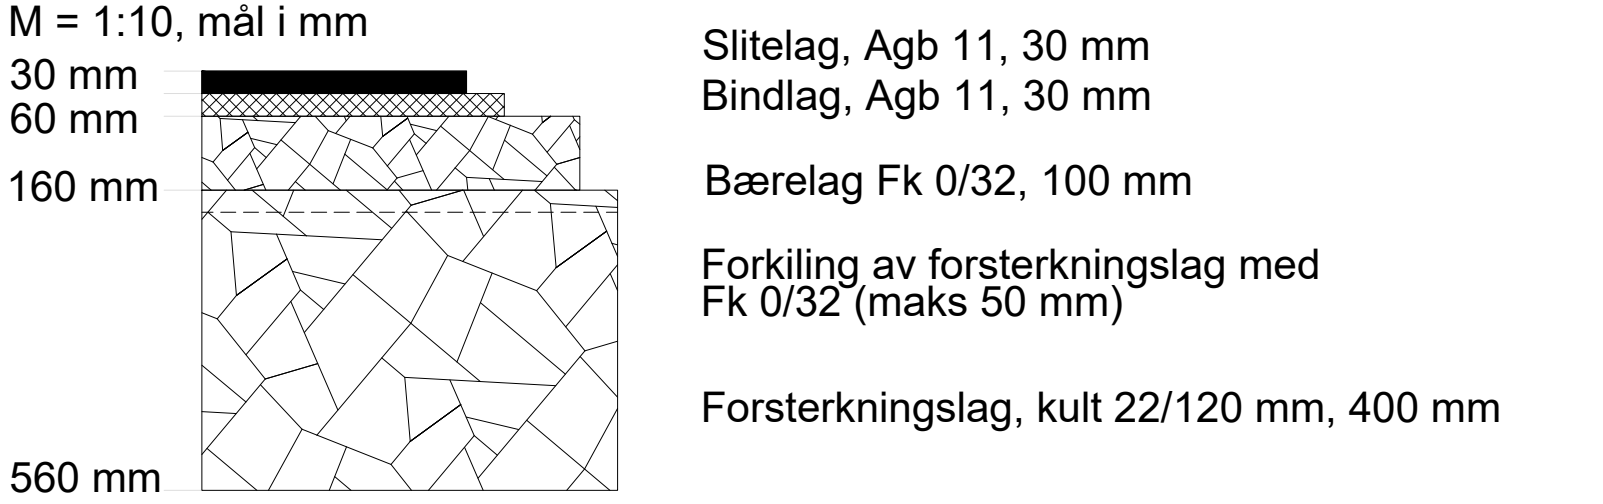 M = 1:10, mål i mm
30 mm
60 mm
160 mm
560 mm
Slitelag, Agb 11, 30 mm
Bindlag, Agb 11, 30 mm
Bærelag Fk 0/32, 100 mm
Forkiling av forsterkningslag med
Fk 0/32 (maks 50 mm)
Forsterkningslag, kult 22/120 mm, 400 mm